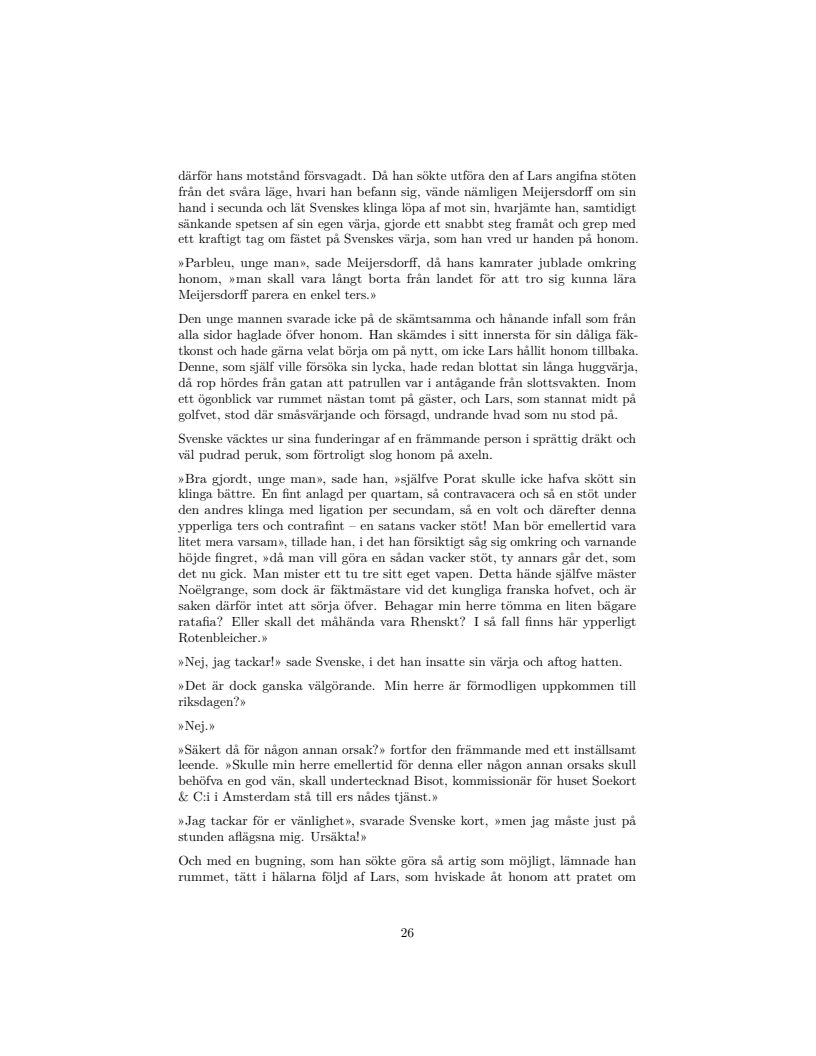 därför hans motstånd försvagadt. Då han sökte utföra den af Lars angifna stöten
från det svåra läge, hvari han befann sig, vände nämligen Meijersdorff om sin
hand i secunda och lät Svenskes klinga löpa af mot sin, hvarjämte han, samtidigt
sänkande spetsen af sin egen värja, gjorde ett snabbt steg framåt och grep med
ett kraftigt tag om fästet på Svenskes värja, som han vred ur handen på honom.
»Parbleu, unge man», sade Meijersdorff, då hans kamrater jublade omkring
honom, »man skall vara långt borta från landet för att tro sig kunna lära
Meijersdorff parera en enkel ters.»
Den unge mannen svarade icke på de skämtsamma och hånande infall som från
alla sidor haglade öfver honom. Han skämdes i sitt innersta för sin dåliga fäk-
tkonst och hade gärna velat börja om på nytt, om icke Lars hållit honom tillbaka.
Denne, som själf ville försöka sin lycka, hade redan blottat sin långa huggvärja,
då rop hördes från gatan att patrullen var i antågande från slottsvakten. Inom
ett ögonblick var rummet nästan tomt på gäster, och Lars, som stannat midt på
golfvet, stod där småsvärjande och försagd, undrande hvad som nu stod på.
Svenske väcktes ur sina funderingar af en främmande person i sprättig dräkt och
väl pudrad peruk, som förtroligt slog honom på axeln.
»Bra gjordt, unge man», sade han, »själfve Porat skulle icke hafva skött sin
klinga bättre. En fint anlagd per quartam, så contravacera och så en stöt under
den andres klinga med ligation per secundam, så en volt och därefter denna
ypperliga ters och contrafint – en satans vacker stöt! Man bör emellertid vara
litet mera varsam», tillade han, i det han försiktigt såg sig omkring och varnande
höjde fingret, »då man vill göra en sådan vacker stöt, ty annars går det, som
det nu gick. Man mister ett tu tre sitt eget vapen. Detta hände själfve mäster
Noëlgrange, som dock är fäktmästare vid det kungliga franska hofvet, och är
saken därför intet att sörja öfver. Behagar min herre tömma en liten bägare
ratafia? Eller skall det måhända vara Rhenskt? I så fall finns här ypperligt
Rotenbleicher.»
»Nej, jag tackar!» sade Svenske, i det han insatte sin värja och aftog hatten.
»Det är dock ganska välgörande. Min herre är förmodligen uppkommen till
riksdagen?»
»Nej.»
»Säkert då för någon annan orsak?» fortfor den främmande med ett inställsamt
leende. »Skulle min herre emellertid för denna eller någon annan orsaks skull
behöfva en god vän, skall undertecknad Bisot, kommissionär för huset Soekort
& C:i i Amsterdam stå till ers nådes tjänst.»
»Jag tackar för er vänlighet», svarade Svenske kort, »men jag måste just på
stunden aflägsna mig. Ursäkta!»
Och med en bugning, som han sökte göra så artig som möjligt, lämnade han
rummet, tätt i hälarna följd af Lars, som hviskade åt honom att pratet om
26